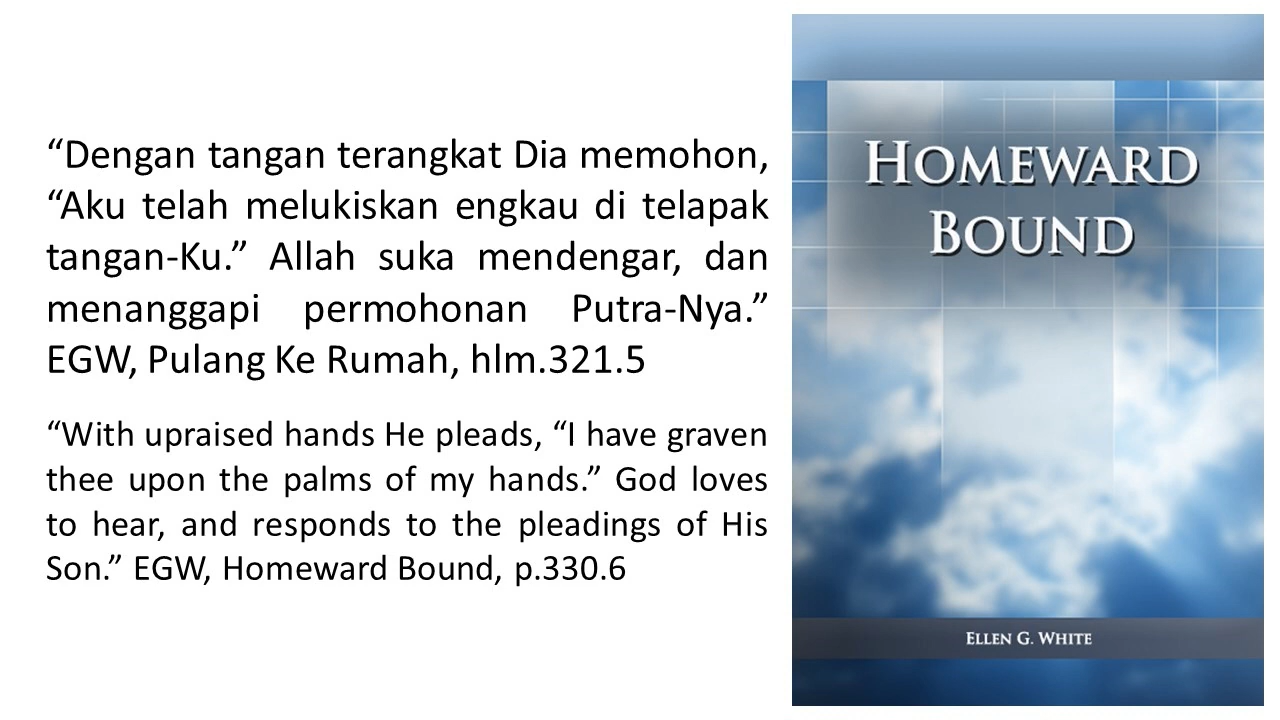 “Dengan tangan terangkat Dia memohon,
“Aku telah melukiskan engkau di telapak
tangan-Ku.” Allah suka mendengar, dan
menanggapi permohonan Putra-Nya.”
EGW, Pulang Ke Rumah, hlm.321.5
“With upraised hands He pleads, “I have graven
thee upon the palms of my hands.” God loves
to hear, and responds to the pleadings of His
Son.” EGW, Homeward Bound, p.330.6
HOMEWARD
BOUND
ELLEN G. WHITE